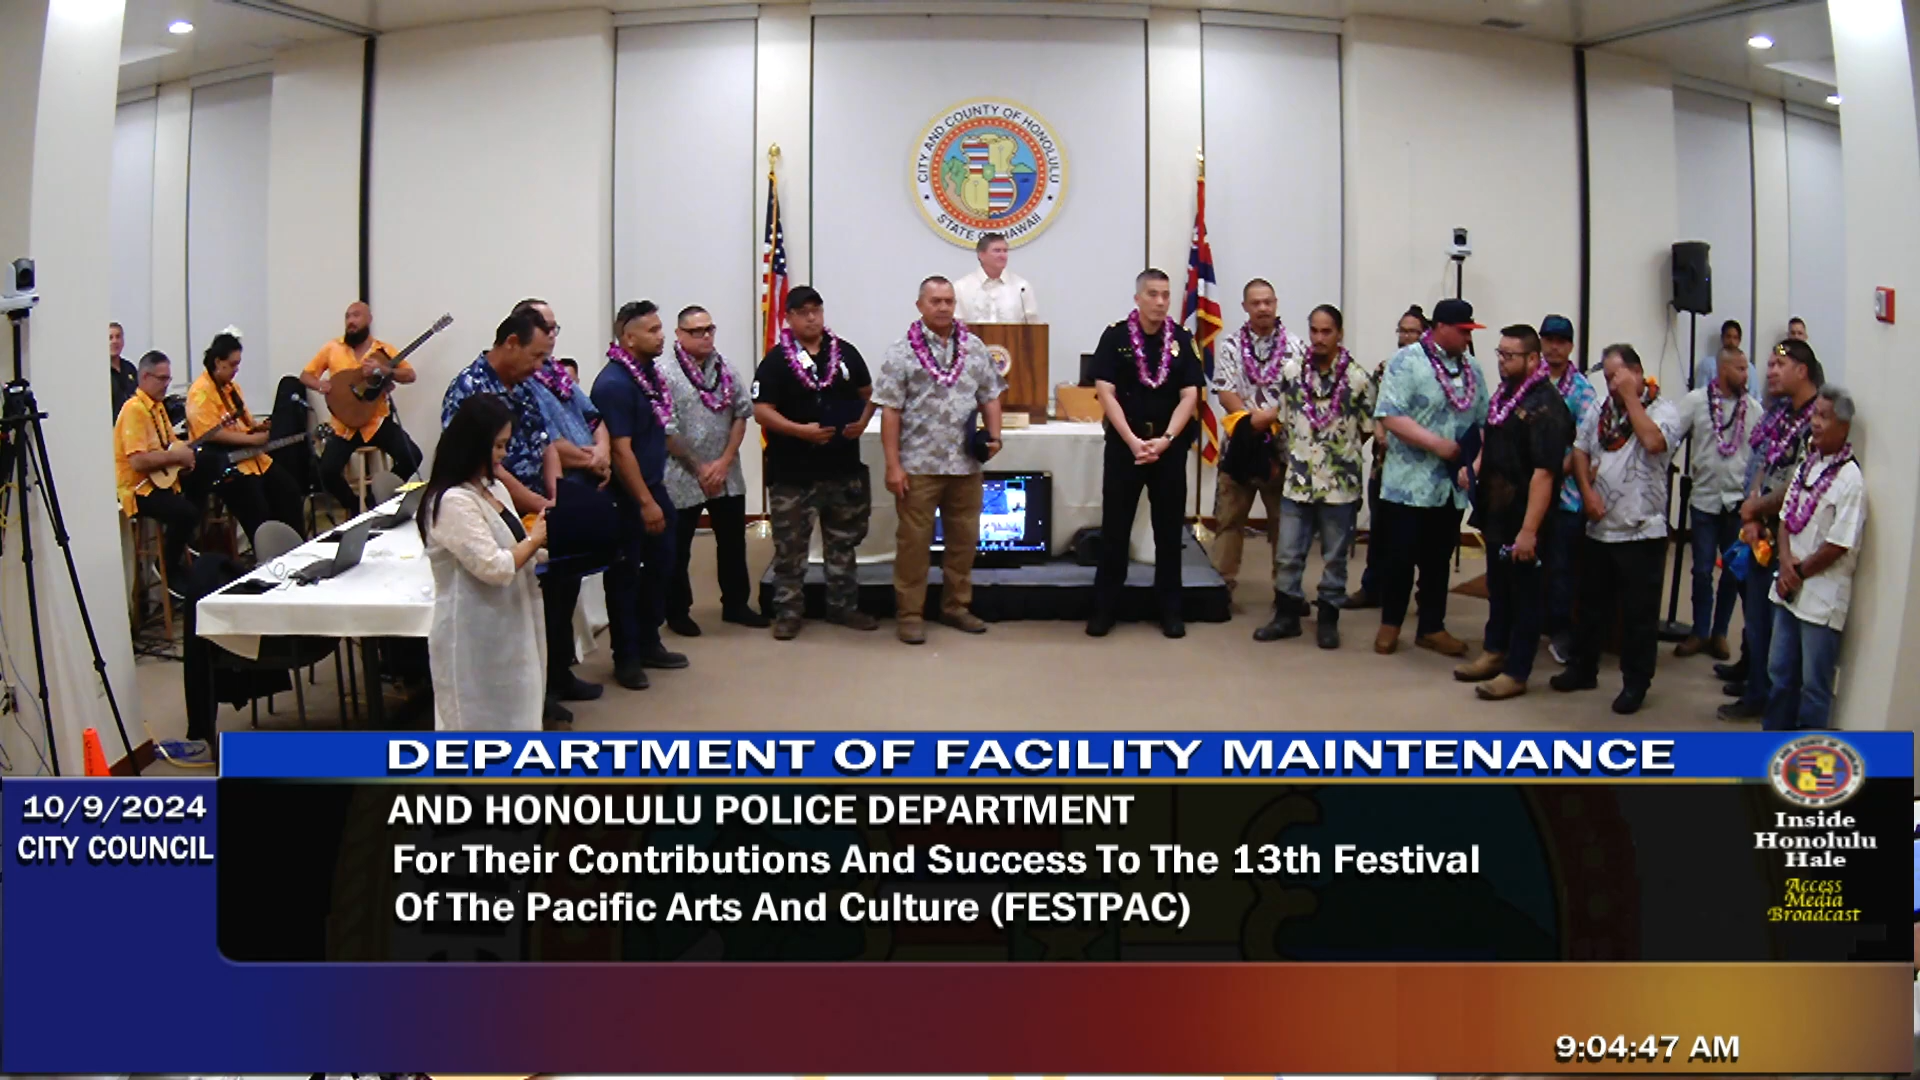 CITY AND COUNTY OF HONOLULU
STATE OF HAWAII
DEPARTMENT OF FACILITY MAINTENANCE
10/9/2024
CITY COUNCIL
AND HONOLULU POLICE DEPARTMENT
For Their Contributions And Success To The 13th Festival
Of The Pacific Arts And Culture (FESTPAC)
Inside
Honolulu
Hale
Access
Media
Broadcast
9:04:47 AM